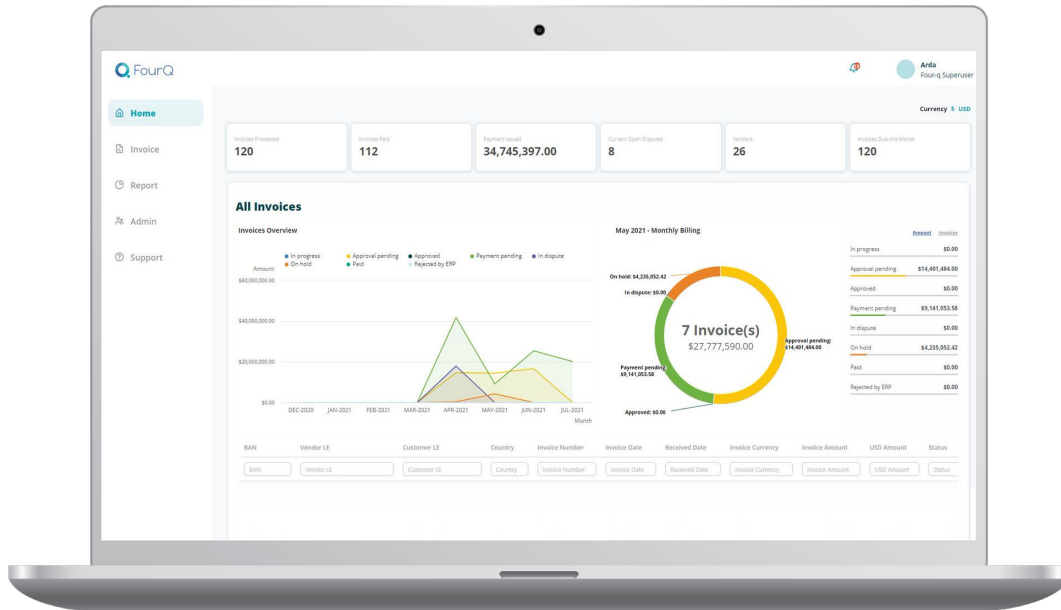 FourQ
Arda
Four-q Superuser
Home
Invoice
Report
Admin
Support
Currency $ USD
Invoices Processed
120
Invoices Paid
112
Payment Issued
34,745,397.00
Current Open Disputes
8
Vendors
26
Invoices Due this Month
120
All Invoices
Invoices Overview
In progress Approval pending Approved Payment pending In dispute
On hold Paid Rejected by ERP
Amount
$60,000,000.00
$40,000,000.00
$20,000,000.00
$0.00
DEC-2020 JAN-2021 FEB-2021 MAR-2021 APR-2021 MAY-2021 JUN-2021 JUL-2021
Month
May 2021 - Monthly Billing
On hold: $4,235,052.42
In dispute: $0.00
7 Invoice(s)
$27,777,590.00
Approval pending:
$14,401,484.00
Payment pending:
$9,141,053.58
Approved: $0.00
Amount Invoices
In progress $0.00
Approval pending $14,401,484.00
Approved $0.00
Payment pending $9,141,053.58
In dispute $0.00
On hold $4,235,052.42
Paid $0.00
Rejected by ERP $0.00
BAN Vendor LE Customer LE Country Invoice Number Invoice Date Received Date Invoice Currency Invoice Amount USD Amount Status
BAN Vendor LE Customer LE Country Invoice Number Invoice Date Received Date Invoice Currency Invoice Amount USD Amount Status